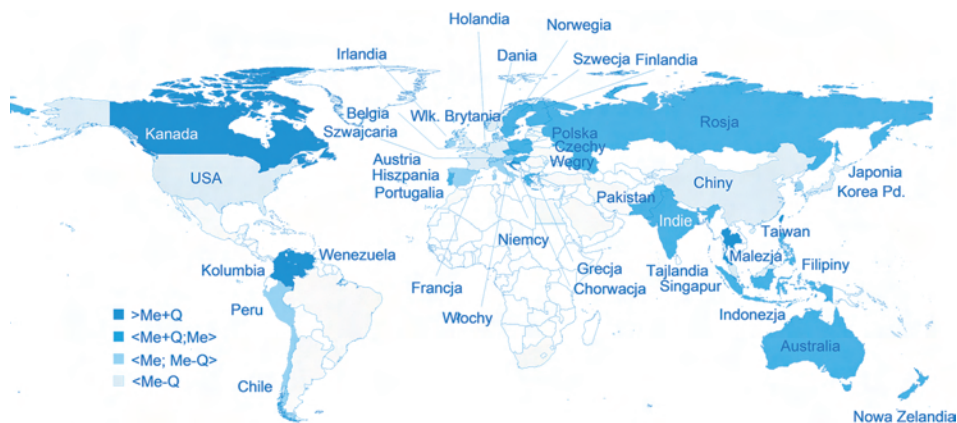 Holandia
Norwegia
Irlandia
Dania
Szwecja Finlandia
Belgia
Wlk. Brytania
Szwajcaria
Kanada
Rosja
Polska
Czechy
Węgry
Austria
Hiszpania
Portugalia
USA
Chiny
Japonia
Korea Pd.
Pakistan
Indie
Taiwan
Niemcy
Malezja
Filipiny
Wenezuela
Kolumbia
Grecja
Chorwacja
Tajlandia
Singapur
Francja
Peru
Włochy
Indonezja
>Me+Q
<Me+Q;Me>
<Me; Me-Q>
<Me-Q
Australia
Chile
Nowa Zelandia